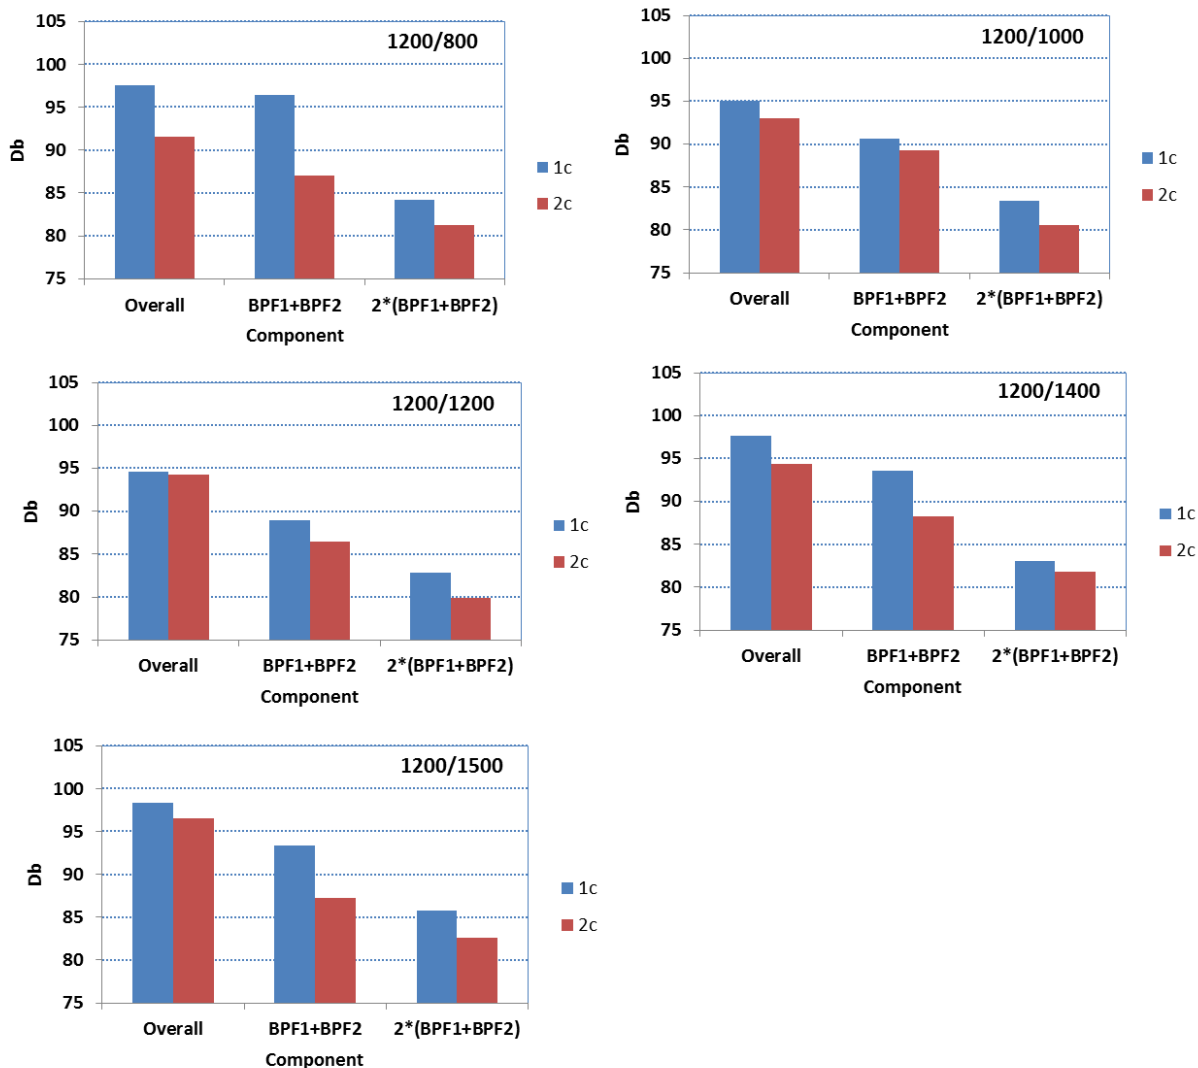 1200/800
105
100
95
90
85
80
75
Db
Overall BPF1+BPF2 2*(BPF1+BPF2)
Component
1c
2c
1200/1000
105
100
95
90
85
80
75
Db
Overall BPF1+BPF2 2*(BPF1+BPF2)
Component
1c
2c
1200/1200
105
100
95
90
85
80
75
Db
Overall BPF1+BPF2 2*(BPF1+BPF2)
Component
1c
2c
1200/1400
105
100
95
90
85
80
75
Db
Overall BPF1+BPF2 2*(BPF1+BPF2)
Component
1c
2c
1200/1500
105
100
95
90
85
80
75
Db
Overall BPF1+BPF2 2*(BPF1+BPF2)
Component
1c
2c